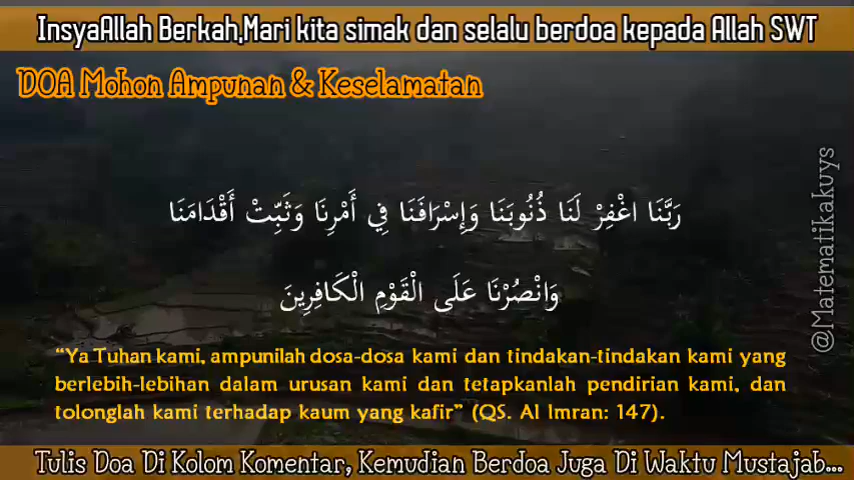 InsyaAllah Berkah,Mari kita simak dan selalu berdoa kepada Allah SWT
DOA Mohon Ampunan & Keselamatan
رَبَّنَا اغْفِرْ لَنَا ذُنُوبَنَا وَإِسْرَافَنَا فِي أَمْرِنَا وَثَبِّتْ أَقْدَامَنَا
وَانْصُرْنَا عَلَى الْقَوْمِ الْكَافِرِينَ
“Ya Tuhan kami, ampunilah dosa-dosa kami dan tindakan-tindakan kami yang
berlebih-lebihan dalam urusan kami dan tetapkanlah pendirian kami, dan
tolonglah kami terhadap kaum yang kafir” (QS. Al Imran: 147).
@Matematikakuys
Tulis Doa Di Kolom Komentar, Kemudian Berdoa Juga Di Waktu Mustajab...